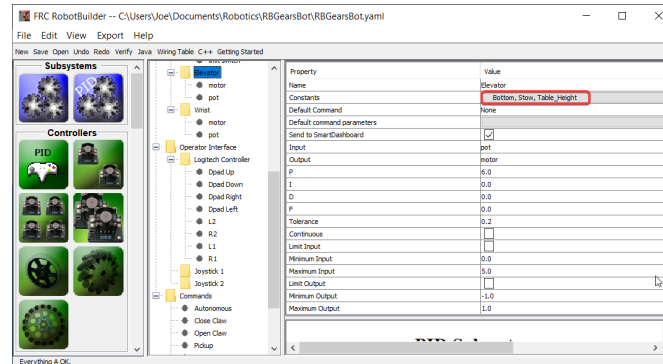 FRC RobotBuilder -- C:\Users\Joe\Documents\Robotics\RBGearsBot\RBGearsBot.yaml
File Edit View Export Help
New Save Open Undo Redo Verify Java Wiring Table C++ Getting Started
Subsystems
PID
Controllers
PID
Elevator
motor
pot
Wrist
motor
pot
Operator Interface
Logitech Controller
Dpad Up
Dpad Down
Dpad Right
Dpad Left
L2
R2
L1
R1
Joystick 1
Joystick 2
Commands
Autonomous
Close Claw
Open Claw
Pickup
Property Value
Name Elevator
Constants Bottom, Stow, Table_Height
Default Command None
Default command parameters
Send to SmartDashboard
Input pot
Output motor
P 6.0
I 0.0
D 0.0
F 0.0
Tolerance 0.2
Continuous
Limit Input
Minimum Input 0.0
Maximum Input 5.0
Limit Output
Minimum Output -1.0
Maximum Output 1.0
Everything A OK.